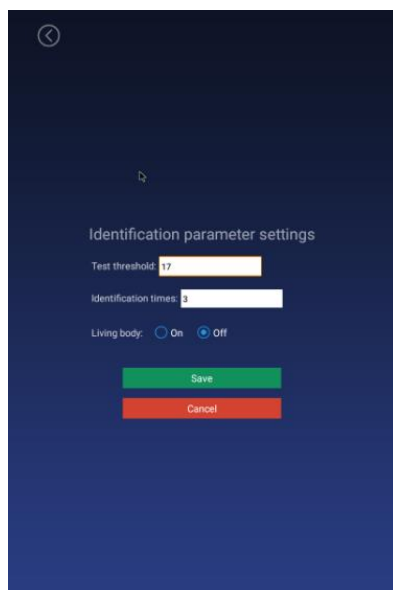 Identification parameter settings
Test threshold: 17
Identification times: 3
Living body: On Off
Save
Cancel